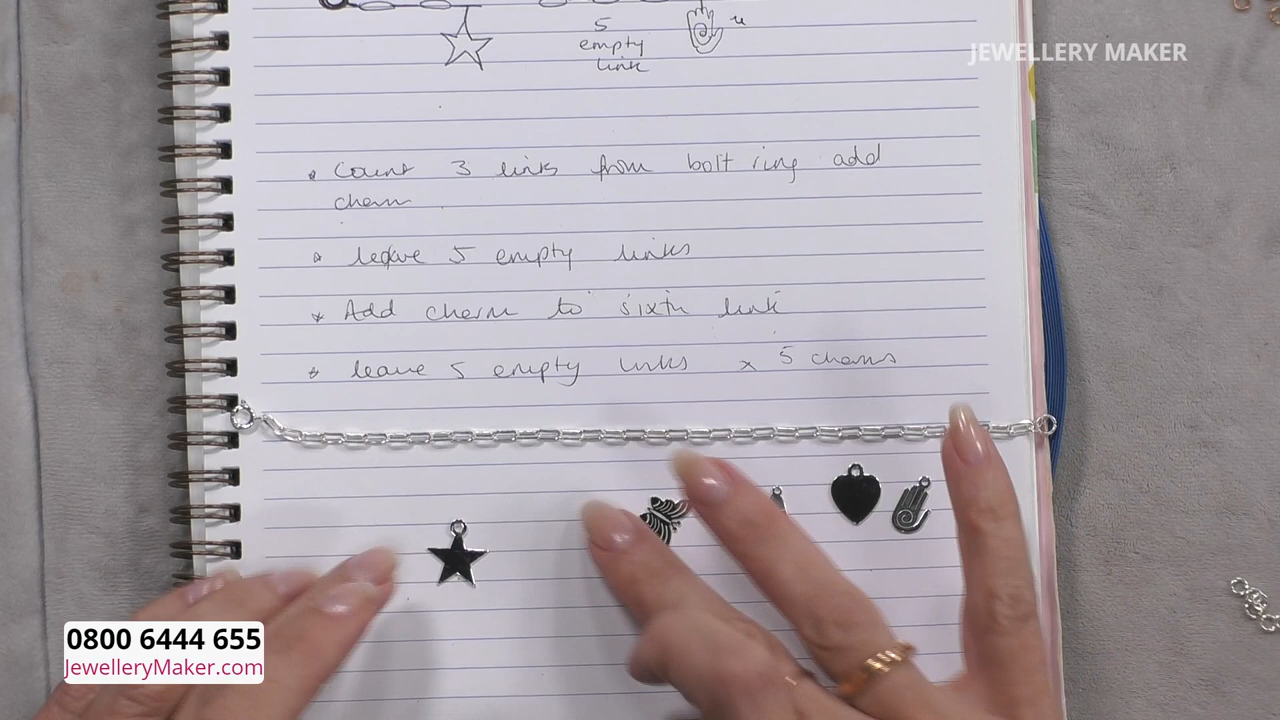 JEWELLERY MAKER
5
empty
link
* Count 3 links from bolt ring add
charm
* leave 5 empty links
* Add charm to sixth link
* leave 5 empty links x 5 charms
0800 6444 655
JewelleryMaker.com